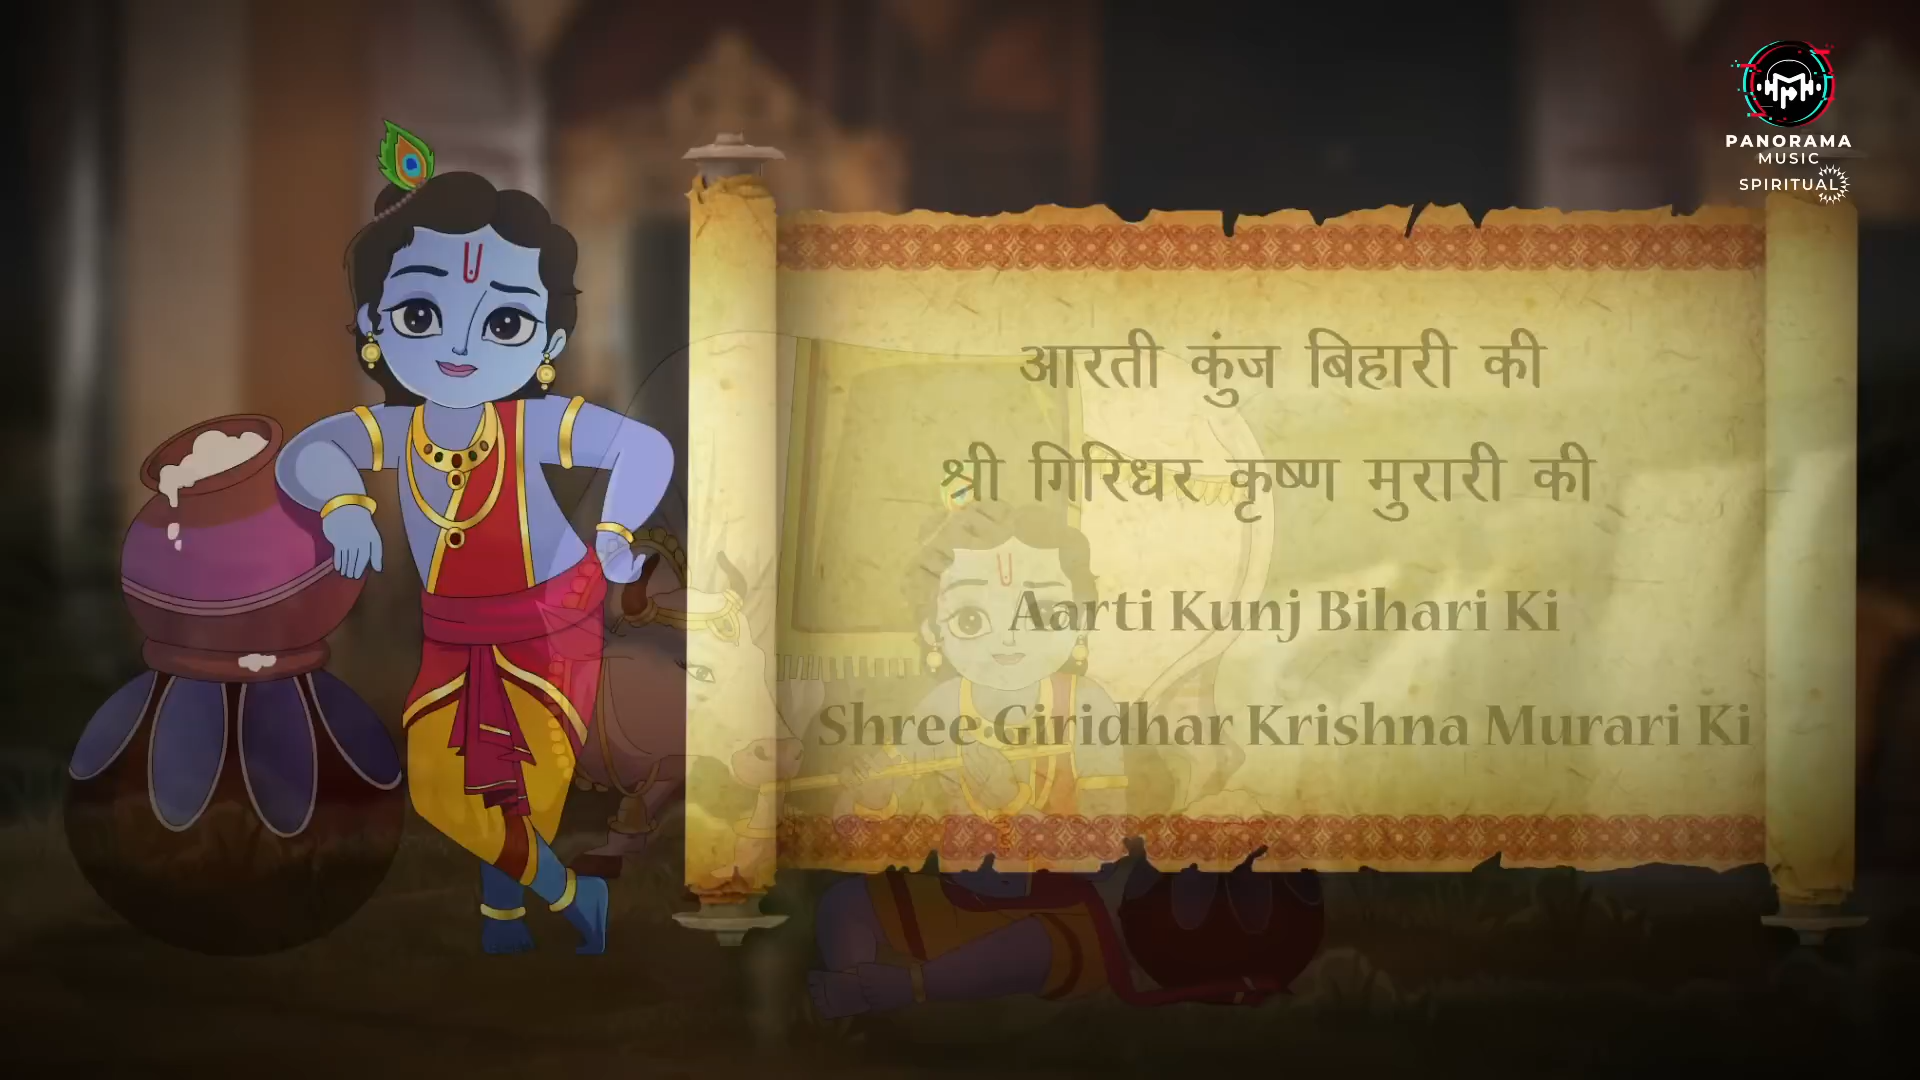 PANORAMA
MUSIC
SPIRITUAL
आरती कुंज बिहारी की
श्री गिरिधर कृष्ण मुरारी की
Aarti Kunj Bihari Ki
Shree Giridhar Krishna Murari Ki